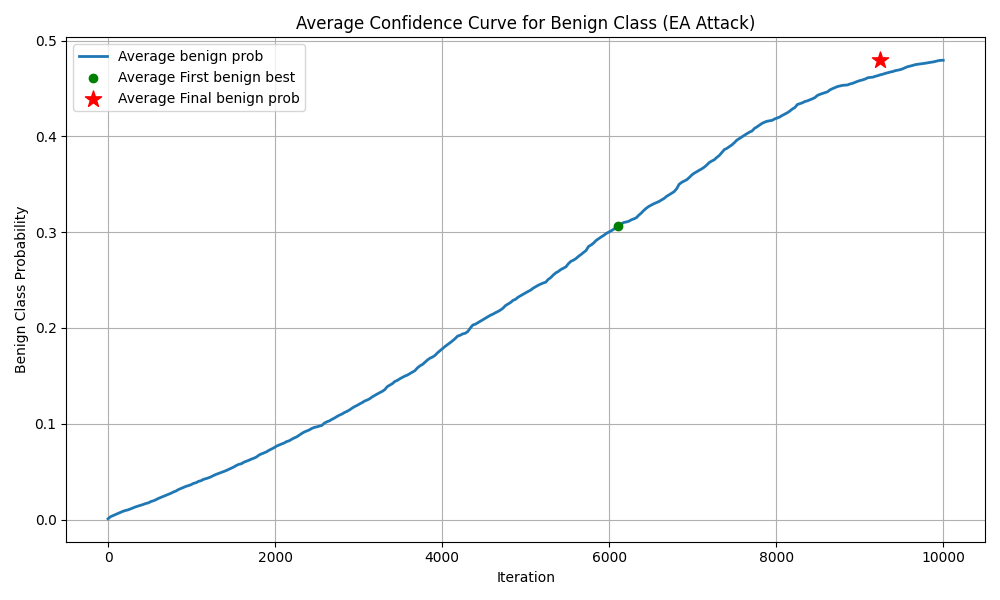 Average Confidence Curve for Benign Class (EA Attack)
Average benign prob
Average First benign best
Average Final benign prob
Benign Class Probability
0.5
0.4
0.3
0.2
0.1
0.0
0 2000 4000 6000 8000 10000
Iteration